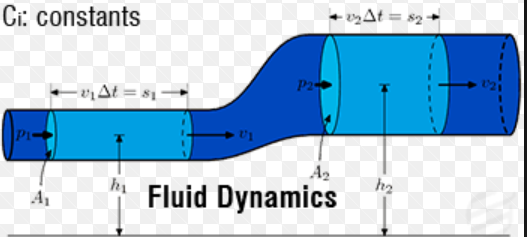 Ci: constants
v₂Δt = s₂
v₁Δt = s₁
p₂
v₂
p₁
v₁
A₂
h₁
h₂
A₁
Fluid Dynamics